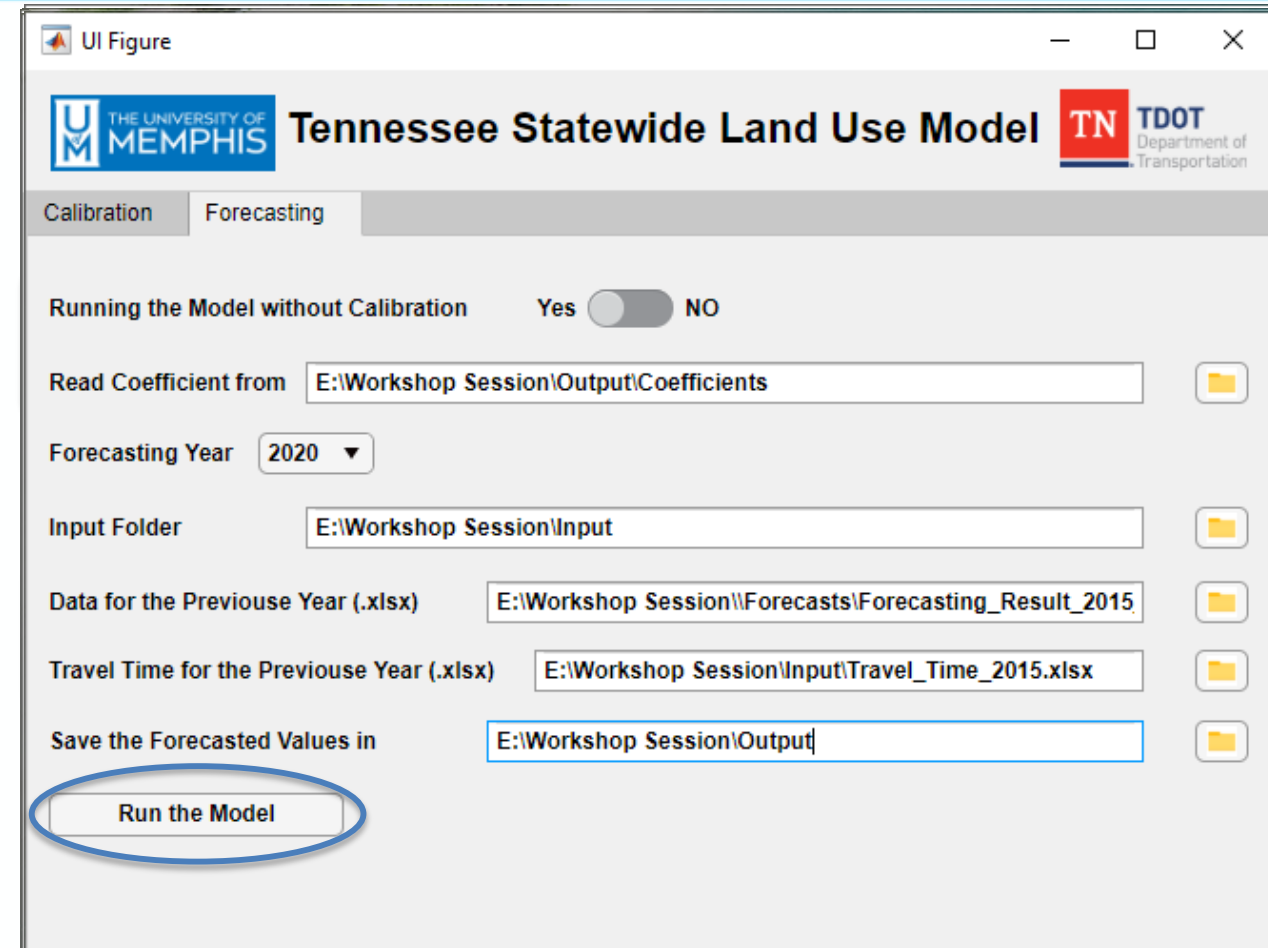 UI Figure
THE UNIVERSITY OF
MEMPHIS
Tennessee Statewide Land Use Model
TN
TDOT
Department of
Transportation
Calibration Forecasting
Running the Model without Calibration Yes NO
Read Coefficient from E:\Workshop Session\Output\Coefficients
Forecasting Year 2020
Input Folder E:\Workshop Session\Input
Data for the Previouse Year (.xlsx) E:\Workshop Session\\Forecasts\Forecasting_Result_2015_
Travel Time for the Previouse Year (.xlsx) E:\Workshop Session\Input\Travel_Time_2015.xlsx
Save the Forecasted Values in E:\Workshop Session\Output
Run the Model